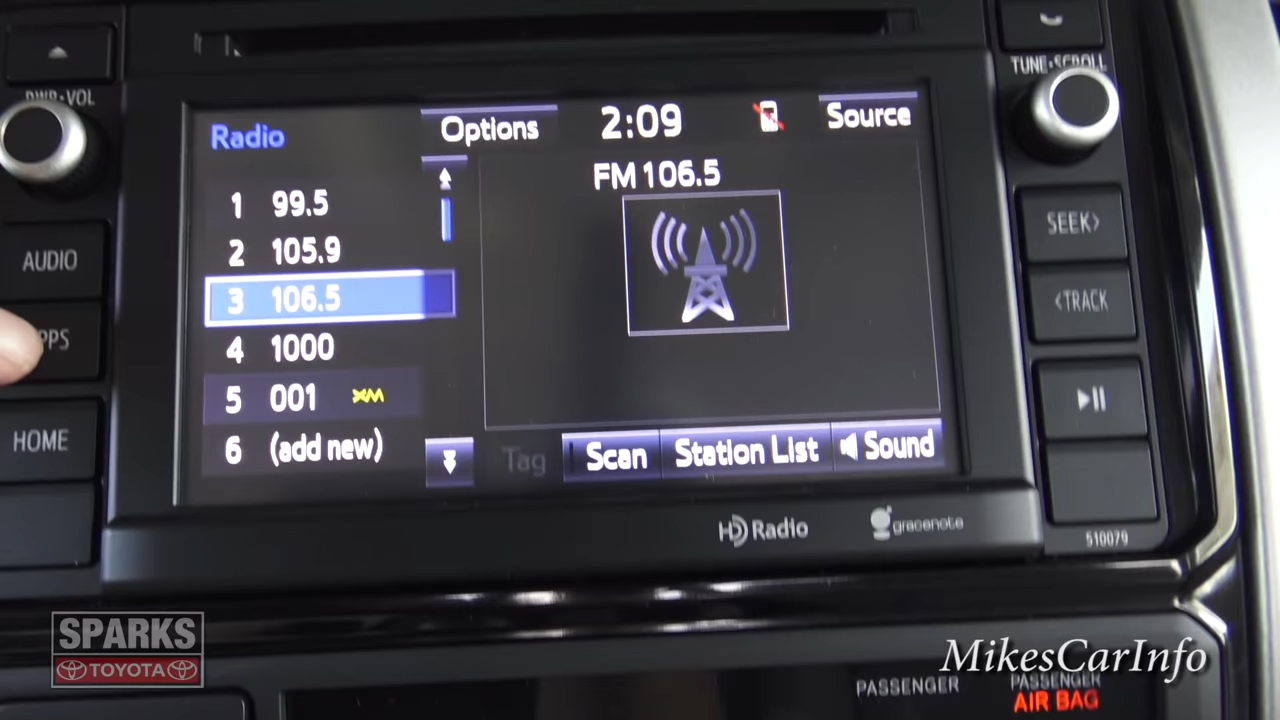 PWR•VOL
TUNE•SCROLL
Radio
Options
2:09
Source
1 99.5
2 105.9
3 106.5
4 1000
5 001 XM
6 (add new)
FM 106.5
Tag
Scan
Station List
Sound
AUDIO
PPS
HOME
SEEK>
<TRACK
HD Radio
gracenote
510079
SPARKS
TOYOTA
MikesCarInfo
PASSENGER
PASSENGER
AIR BAG